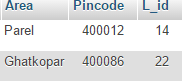 Area Pincode L_id
Parel 400012 14
Ghatkopar 400086 22